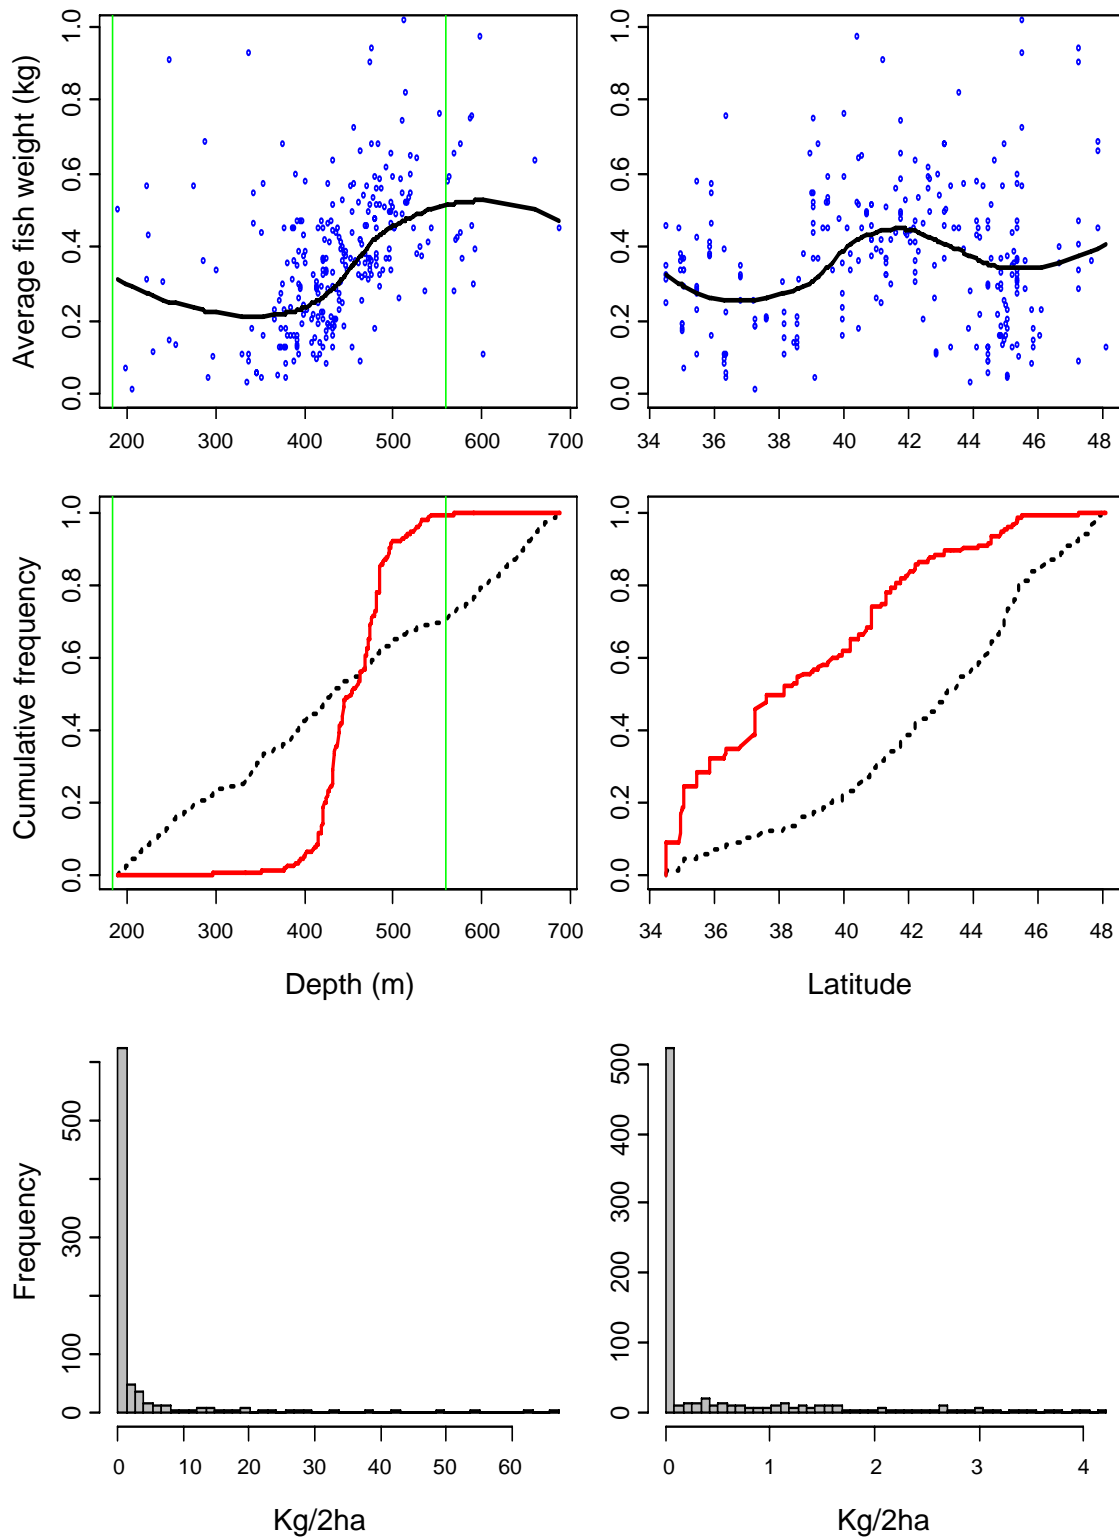 Average fish weight (kg)
0.0 0.2 0.4 0.6 0.8 1.0
200 300 400 500 600 700
34 36 38 40 42 44 46 48
0.0 0.2 0.4 0.6 0.8 1.0
Cumulative frequency
0.0 0.2 0.4 0.6 0.8 1.0
200 300 400 500 600 700
Depth (m)
0.0 0.2 0.4 0.6 0.8 1.0
34 36 38 40 42 44 46 48
Latitude
Frequency
0 100 300 500
0 10 20 30 40 50 60
Kg/2ha
0 100 200 300 400 500
0 1 2 3 4
Kg/2ha